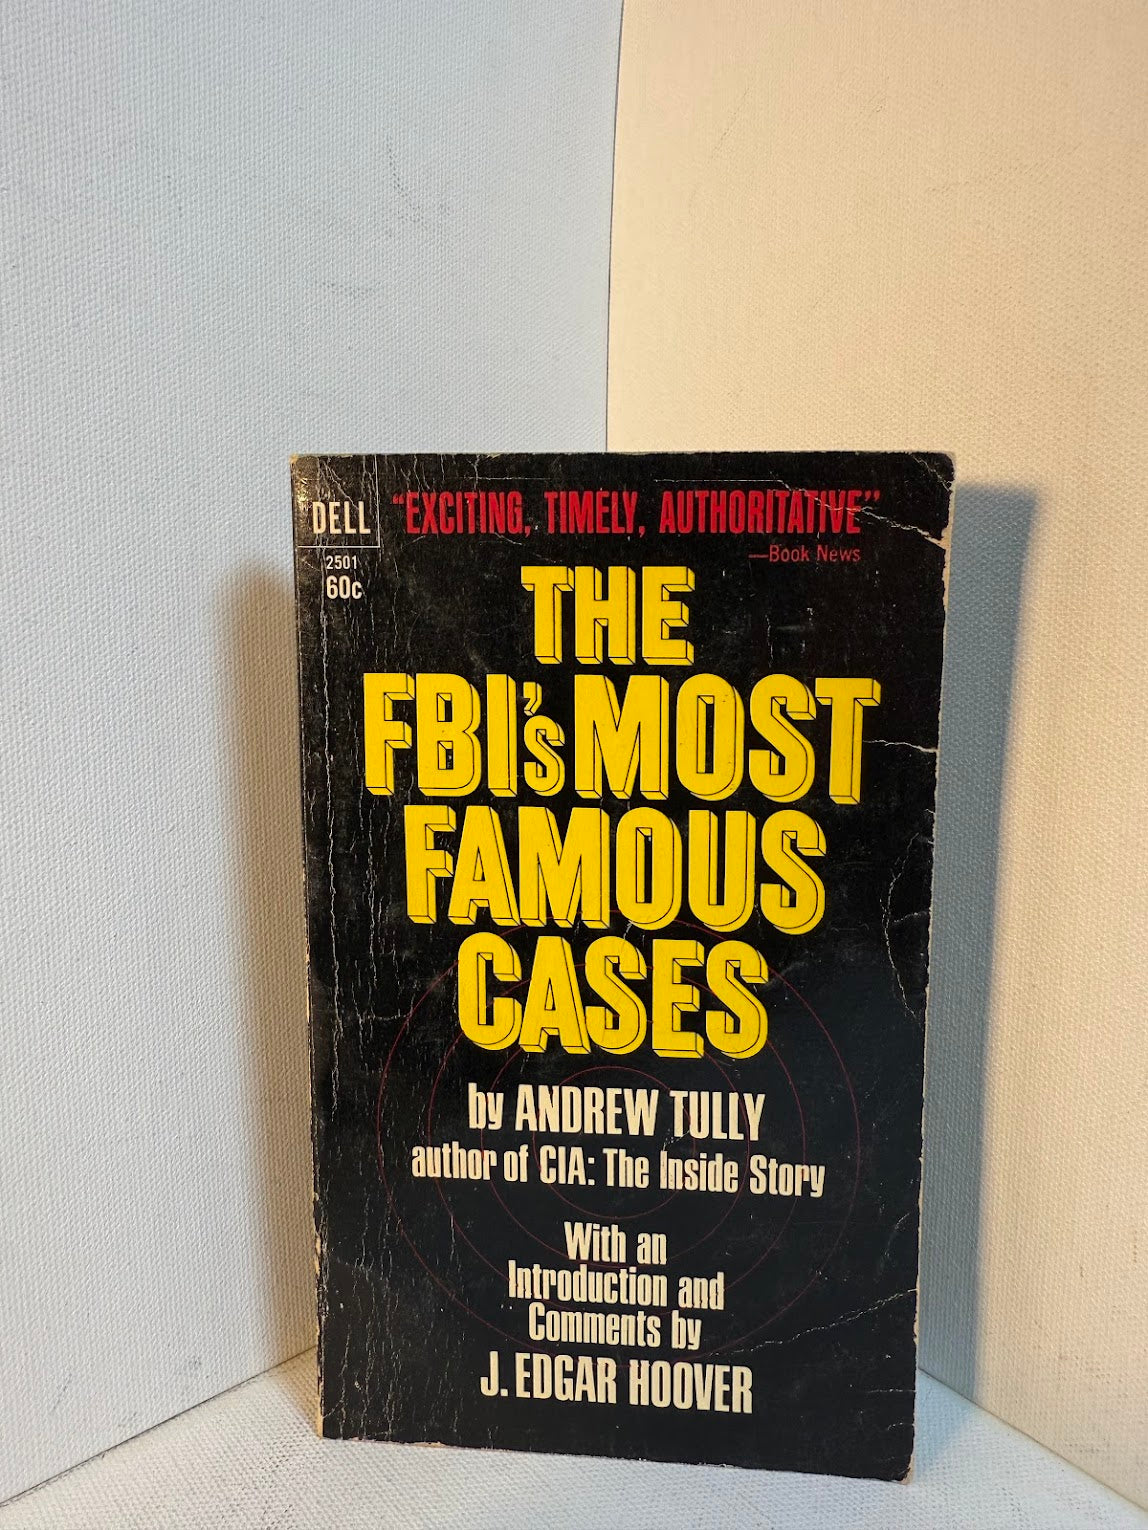 DELL
2501
60c
"EXCITING, TIMELY, AUTHORITATIVE"
—Book News
THE
FBI's MOST
FAMOUS
CASES
by ANDREW TULLY
author of CIA: The Inside Story
With an
Introduction and
Comments by
J. EDGAR HOOVER